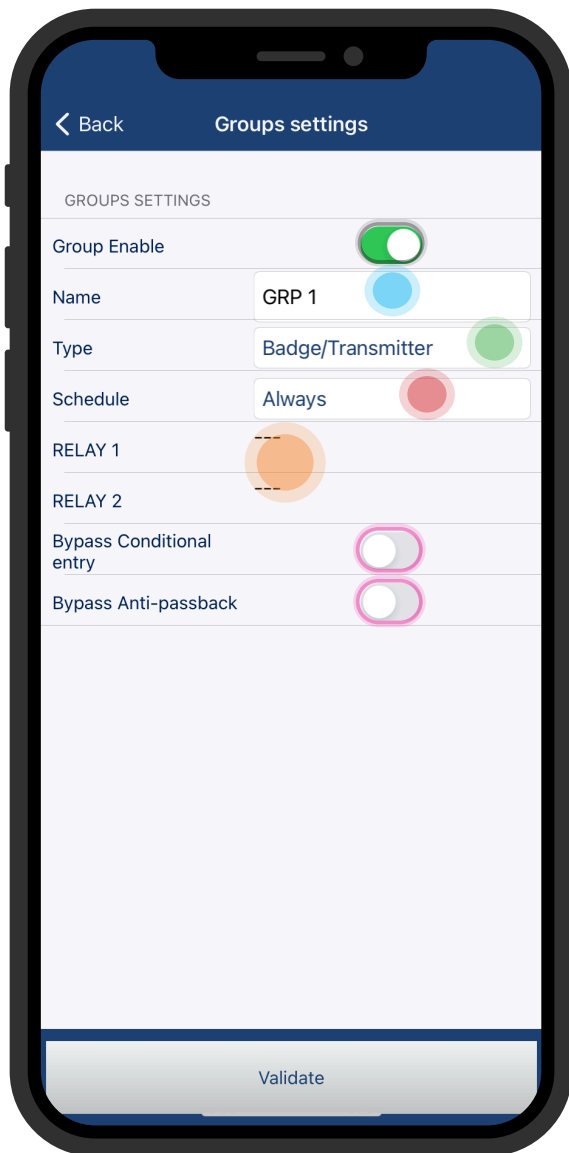 Back
Groups settings
GROUPS SETTINGS
Group Enable
Name
GRP 1
Type
Badge/Transmitter
Schedule
Always
RELAY 1
---
RELAY 2
---
Bypass Conditional
entry
Bypass Anti-passback
Validate